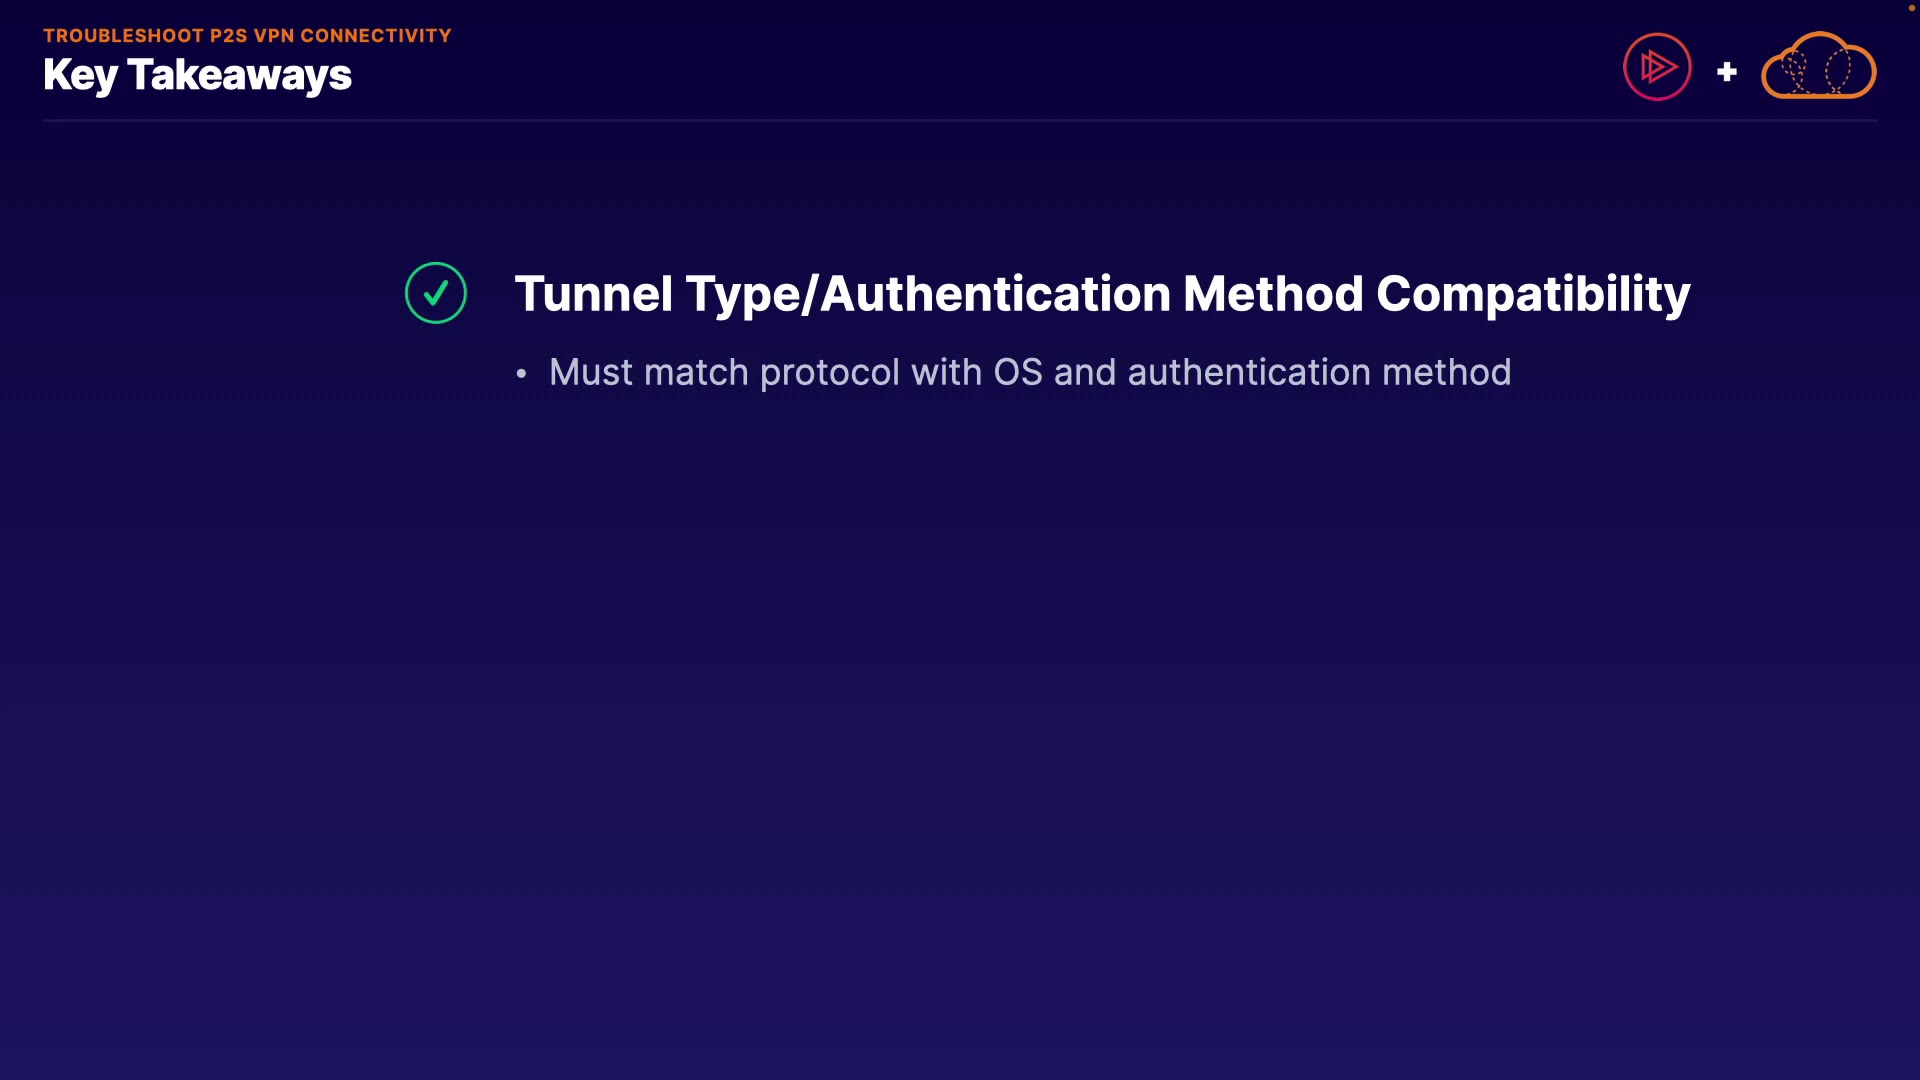 TROUBLESHOOT P2S VPN CONNECTIVITY
Key Takeaways
+
Tunnel Type/Authentication Method Compatibility
• Must match protocol with OS and authentication method